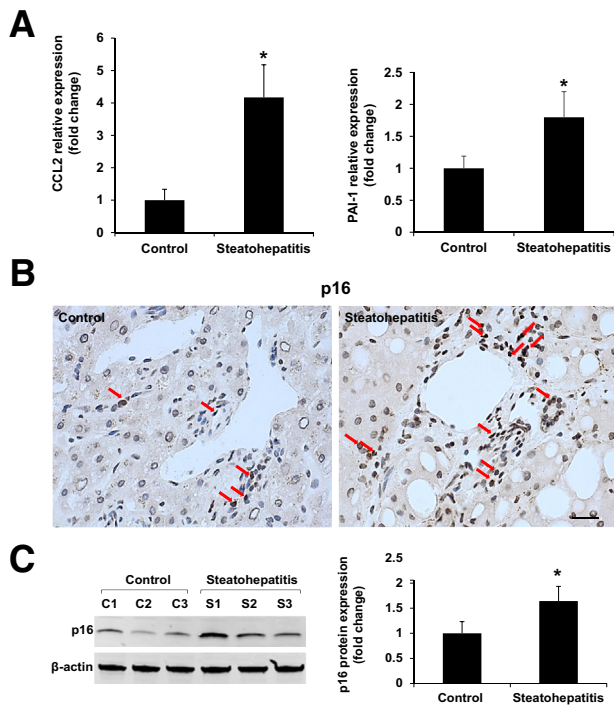 A
CCL2 relative expression
(fold change)
6
5
4
3
2
1
0
*
Control
Steatohepatitis
PAI-1 relative expression
(fold change)
2.5
2
1.5
1
0.5
0
*
Control
Steatohepatitis
B
p16
Control
Steatohepatitis
C
Control
Steatohepatitis
C1 C2 C3 S1 S2 S3
p16
β-actin
p16 protein expression
(fold change)
2.5
2
1.5
1
0.5
0
*
Control
Steatohepatitis